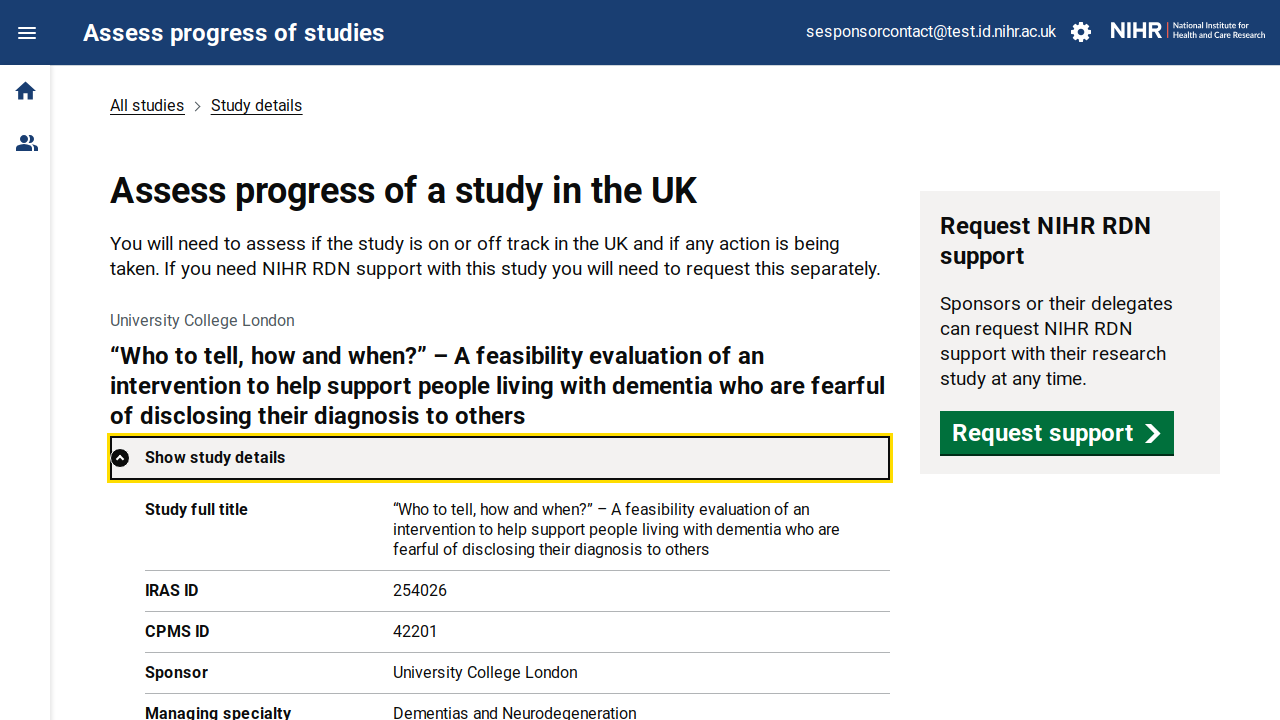 Assess progress of studies
sesponsorcontact@test.id.nihr.ac.uk
NIHR
National Institute for
Health and Care Research
All studies
Study details
Assess progress of a study in the UK
You will need to assess if the study is on or off track in the UK and if any action is being
taken. If you need NIHR RDN support with this study you will need to request this separately.
University College London
“Who to tell, how and when?” – A feasibility evaluation of an
intervention to help support people living with dementia who are fearful
of disclosing their diagnosis to others
Show study details
Study full title
“Who to tell, how and when?” – A feasibility evaluation of an
intervention to help support people living with dementia who are
fearful of disclosing their diagnosis to others
IRAS ID
254026
CPMS ID
42201
Sponsor
University College London
Managing specialty
Dementias and Neurodegeneration
Request NIHR RDN
support
Sponsors or their delegates
can request NIHR RDN
support with their research
study at any time.
Request support